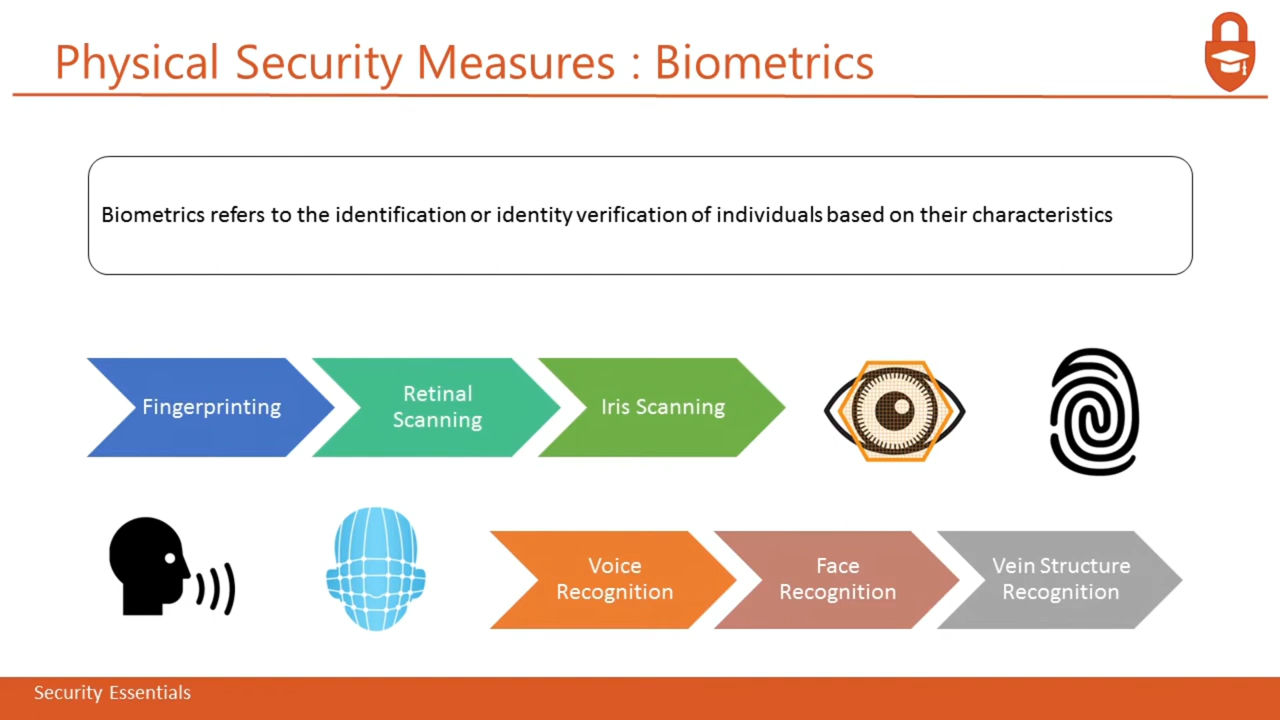 Physical Security Measures : Biometrics
Biometrics refers to the identification or identity verification of individuals based on their characteristics
Fingerprinting
Retinal
Scanning
Iris Scanning
Voice
Recognition
Face
Recognition
Vein Structure
Recognition
Security Essentials